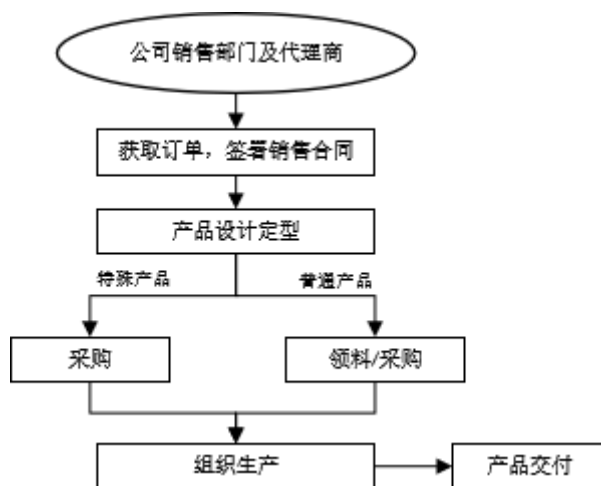 公司销售部门及代理商
获取订单，签署销售合同
产品设计定型
特殊产品
普通产品
采购
领料/采购
组织生产
产品交付